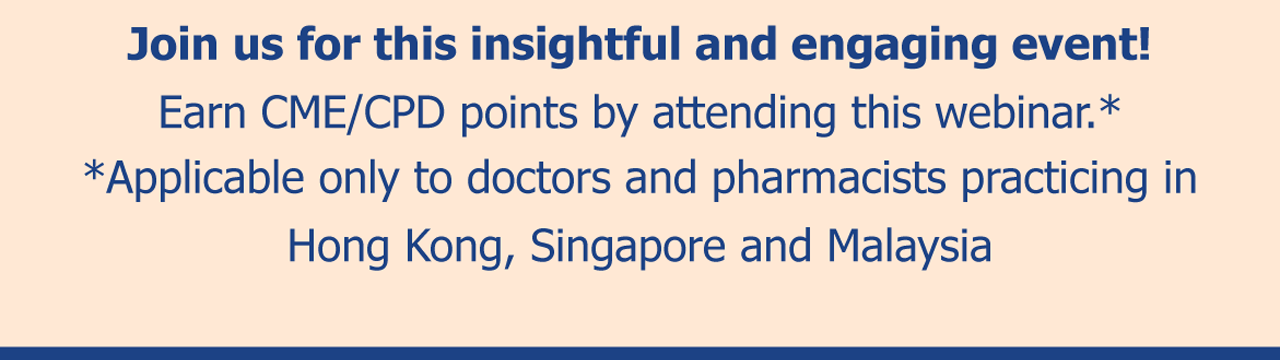 Join us for this insightful and engaging event!
Earn CME/CPD points by attending this webinar.*
*Applicable only to doctors and pharmacists practicing in
Hong Kong, Singapore and Malaysia